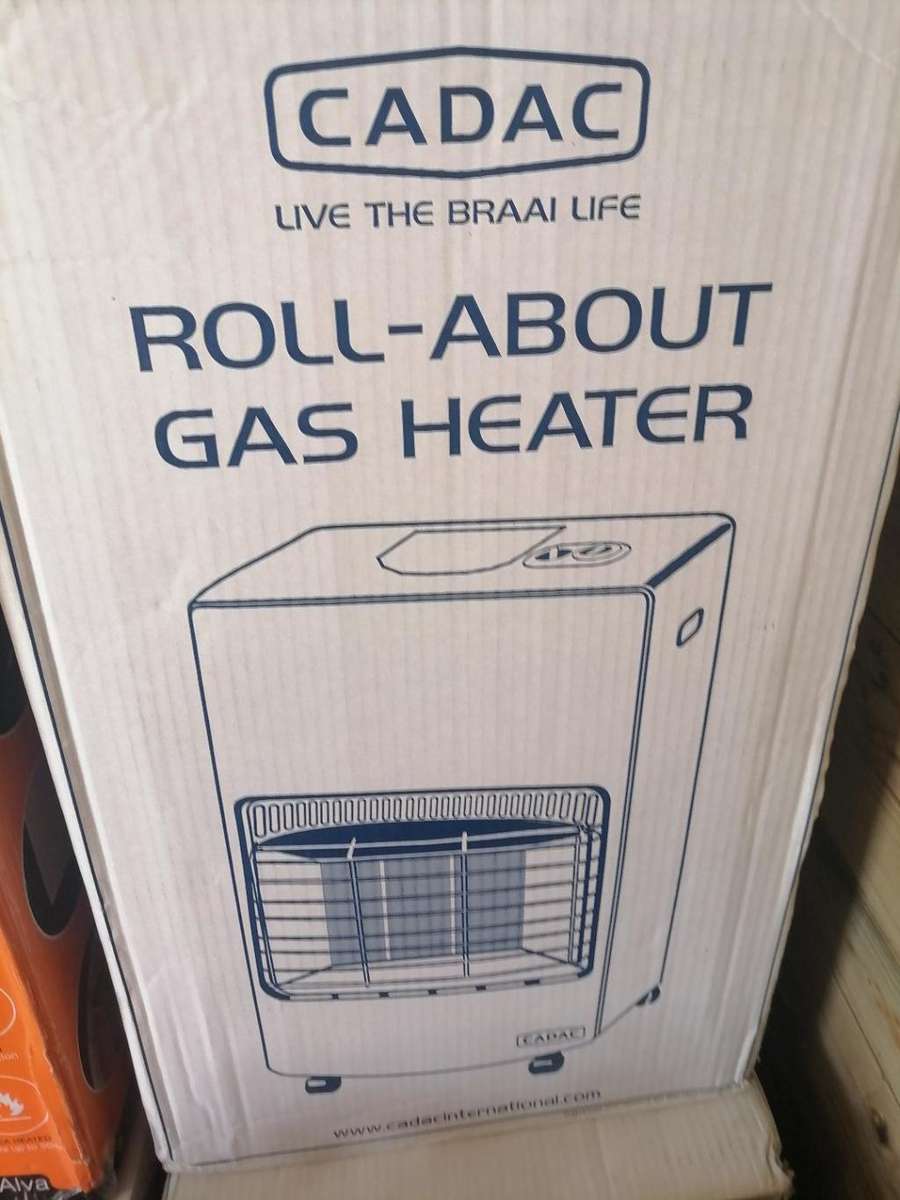 CADAC
LIVE THE BRAAI LIFE
ROLL-ABOUT
GAS HEATER
CADAC
www.cadacinternational.com
Alva